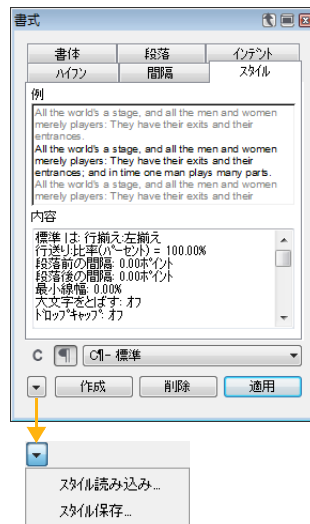 書式
書体 段落 インデント
ハイフン 間隔 スタイル
例
All the world's a stage, and all the men and women
merely players: They have their exits and their
entrances.
All the world's a stage, and all the men and women
merely players: They have their exits and their
entrances; and in time one man plays many parts.
All the world's a stage, and all the men and women
merely players: They have their exits and their
内容
標準 は: 行揃え:左揃え
行送り:比率(パーセント) = 100.00%
段落前の間隔: 0.00ポイント
段落後の間隔: 0.00ポイント
最小線幅: 0.00%
大文字をとばす: オフ
ドロップキャップ: オフ
C ¶ C¶- 標準
作成 削除 適用
スタイル読み込み...
スタイル保存...